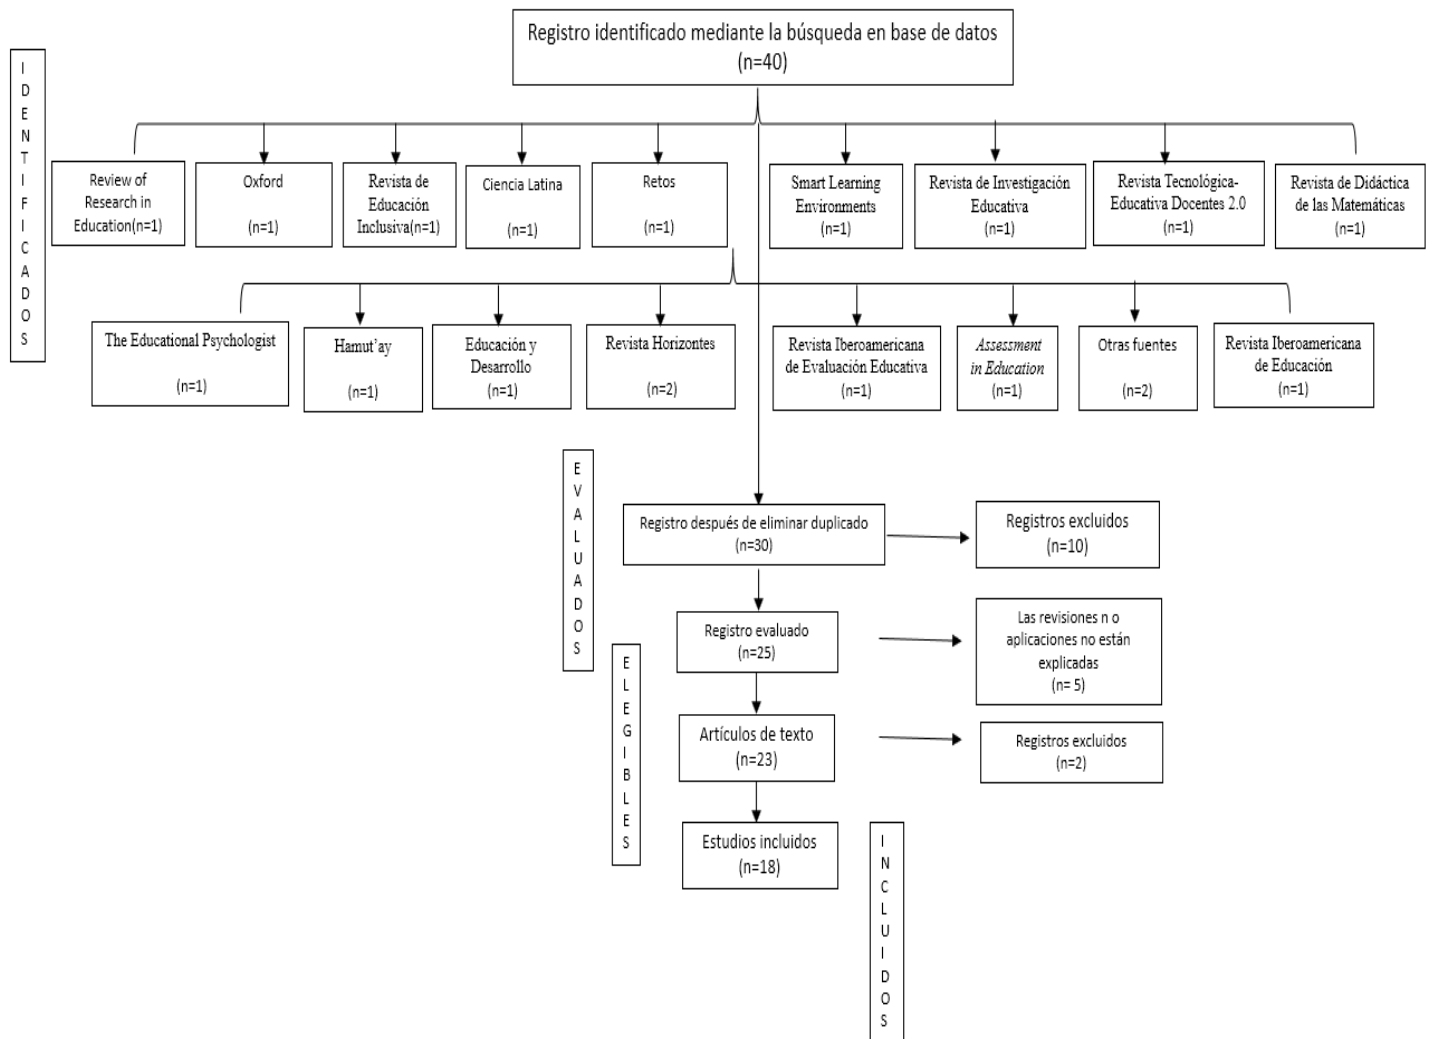 Registro identificado mediante la búsqueda en base de datos
(n=40)
IDENTIFICADOS
Review of
Research in
Education(n=1)
Oxford
(n=1)
Revista de
Educación
Inclusiva(n=1)
Ciencia Latina
(n=1)
Retos
(n=1)
Smart Learning
Environments
(n=1)
Revista de Investigación
Educativa
(n=1)
Revista Tecnológica-
Educativa Docentes 2.0
(n=1)
Revista de Didáctica
de las Matemáticas
(n=1)
The Educational Psychologist
(n=1)
Hamut’ay
(n=1)
Educación y
Desarrollo
(n=1)
Revista Horizontes
(n=2)
Revista Iberoamericana
de Evaluación Educativa
(n=1)
Assessment
in Education
(n=1)
Otras fuentes
(n=2)
Revista Iberoamericana
de Educación
(n=1)
EVALUADOS
Registro después de eliminar duplicado
(n=30)
Registros excluidos
(n=10)
Registro evaluado
(n=25)
Las revisiones n o
aplicaciones no están
explicadas
(n= 5)
ELEGIBLES
Artículos de texto
(n=23)
Registros excluidos
(n=2)
Estudios incluidos
(n=18)
INCLUIDOS